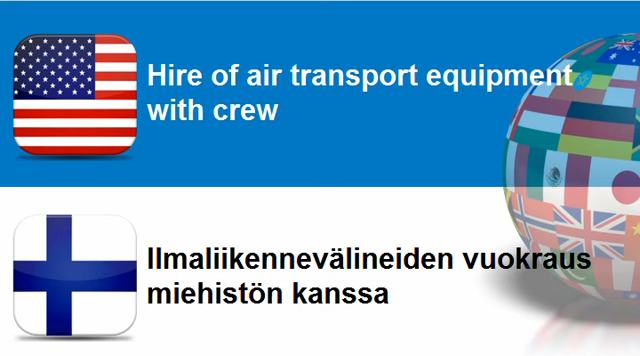 Hire of air transport equipment
with crew
Ilmaliikennevälineiden vuokraus
miehistön kanssa